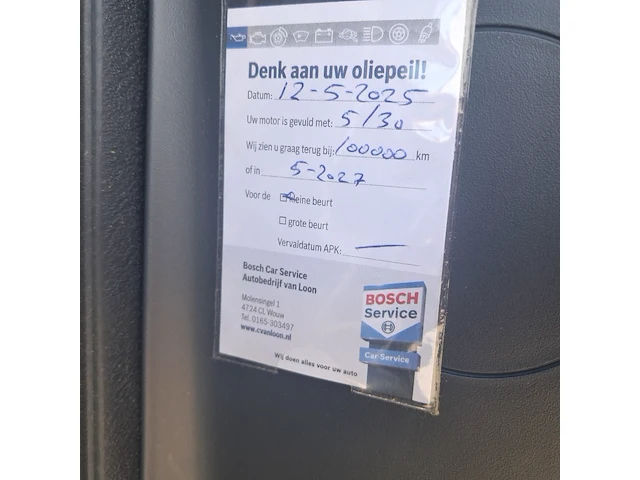 Denk aan uw oliepeil!
Datum: 12-5-2025
Uw motor is gevuld met: 5/30
Wij zien u graag terug bij: 100000 km
of in 5-2027
Voor de kleine beurt
grote beurt
Vervaldatum APK: —
Bosch Car Service
Autobedrijf van Loon
Molensingel 1
4724 CL Wouw
Tel. 0165-303497
www.cvanloon.nl
BOSCH
Service
Car Service
Wij doen alles voor uw auto